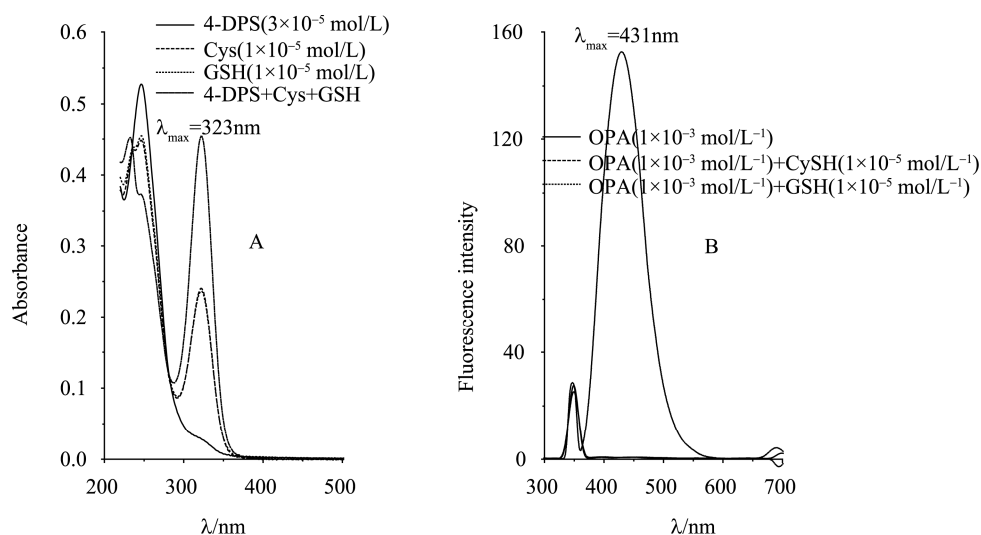 0.6
0.5
0.4
0.3
0.2
0.1
0.0
200
300
400
500
Absorbance
λ/nm
4-DPS(3×10⁻⁵ mol/L)
Cys(1×10⁻⁵ mol/L)
GSH(1×10⁻⁵ mol/L)
4-DPS+Cys+GSH
λmax=323nm
A
160
120
80
40
0
300
400
500
600
700
Fluorescence intensity
λ/nm
λmax=431nm
OPA(1×10⁻³ mol/L⁻¹)
OPA(1×10⁻³ mol/L⁻¹)+CySH(1×10⁻⁵ mol/L⁻¹)
OPA(1×10⁻³ mol/L⁻¹)+GSH(1×10⁻⁵ mol/L⁻¹)
B